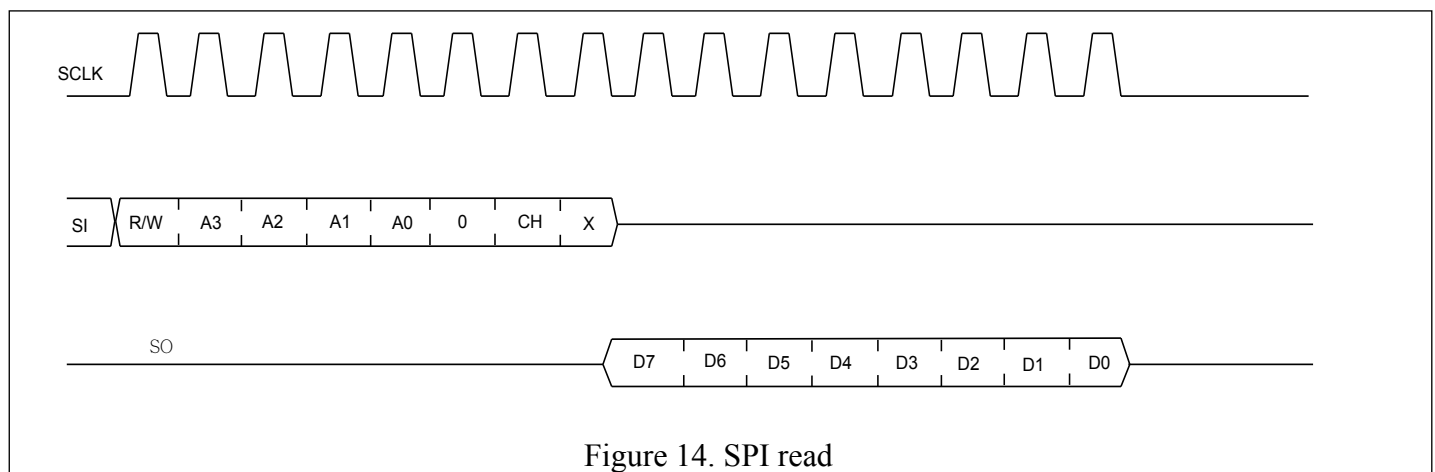 SCLK
SI R/W A3 A2 A1 A0 0 CH X
SO
D7 D6 D5 D4 D3 D2 D1 D0
Figure 14. SPI read